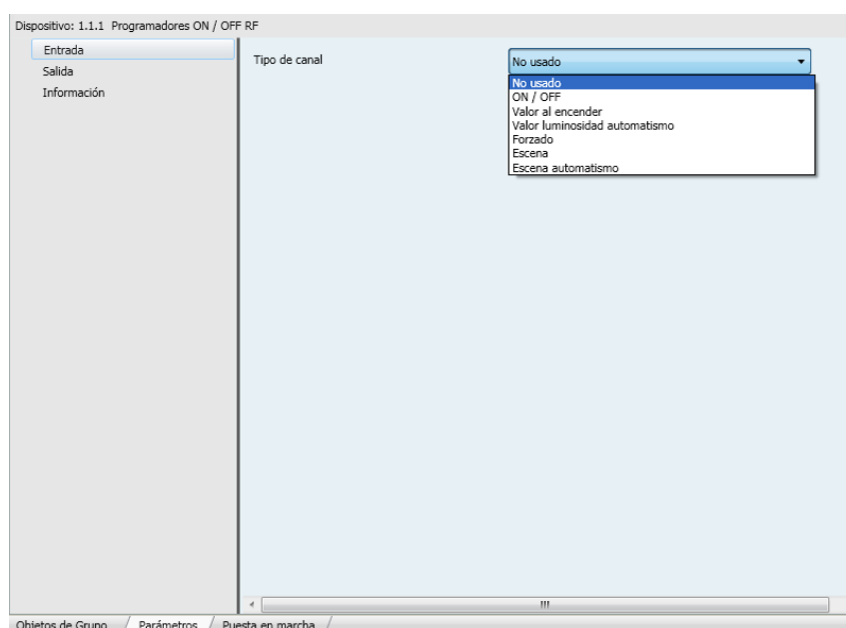 Dispositivo: 1.1.1 Programadores ON / OFF RF
Entrada
Salida
Información
Tipo de canal
No usado
No usado
ON / OFF
Valor al encender
Valor luminosidad automatismo
Forzado
Escena
Escena automatismo
Objetos de Grupo / Parámetros / Puesta en marcha /